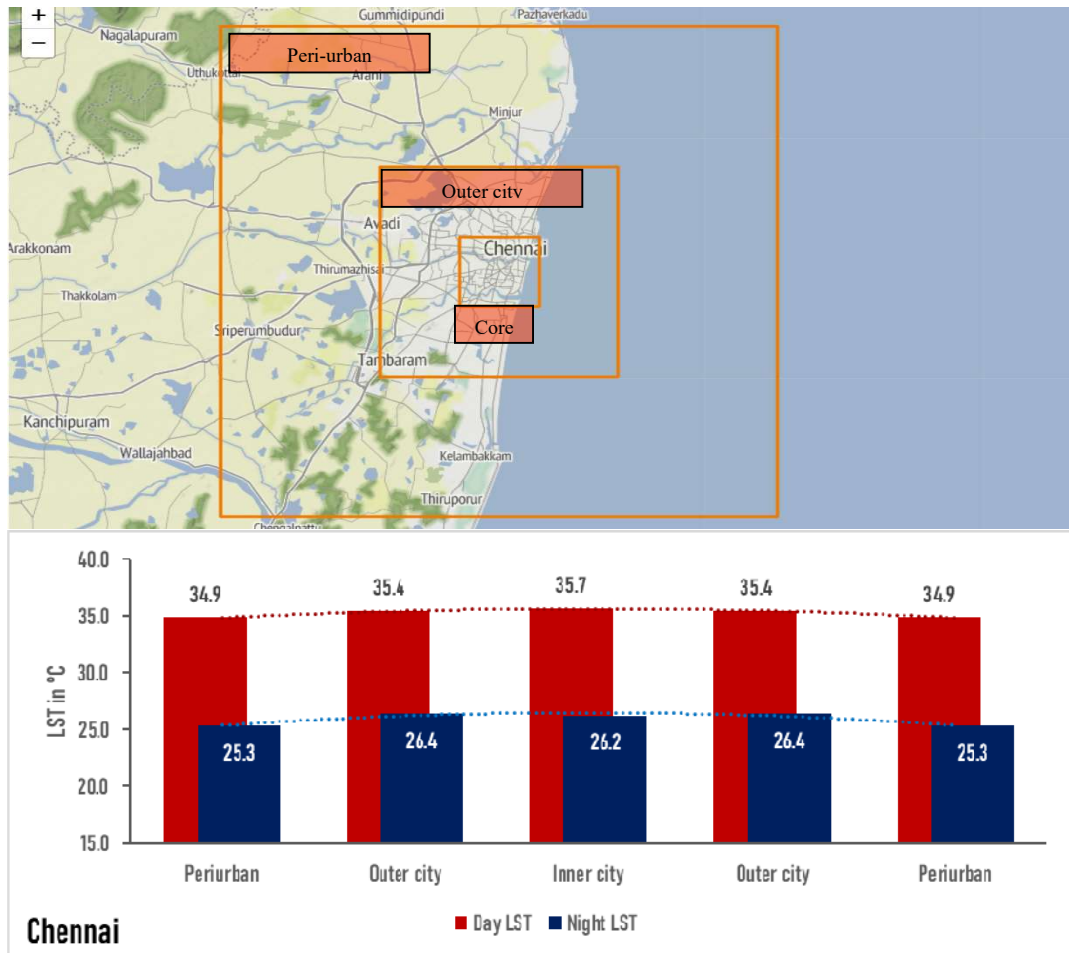 +
−
Gummidipundi
Pazhaverkadu
Nagalapuram
Peri-urban
Uthukottai
Arani
Minjur
Outer citv
Avadi
Arakkonam
Chennai
Thirumazhisai
Thakkolam
Sriperumbudur
Core
Tambaram
Kanchipuram
Wallajahbad
Kelambakkam
Thiruporur
40.0
35.0
30.0
25.0
20.0
15.0
LST in °C
34.9
35.4
35.7
35.4
34.9
25.3
26.4
26.2
26.4
25.3
Periurban
Outer city
Inner city
Outer city
Periurban
Day LST
Night LST
Chennai